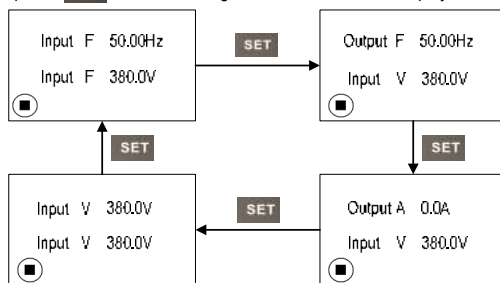 Input F 50.00Hz
Input F 380.0V
SET
Output F 50.00Hz
Input V 380.0V
SET
SET
Input V 380.0V
Input V 380.0V
SET
Output A 0.0A
Input V 380.0V